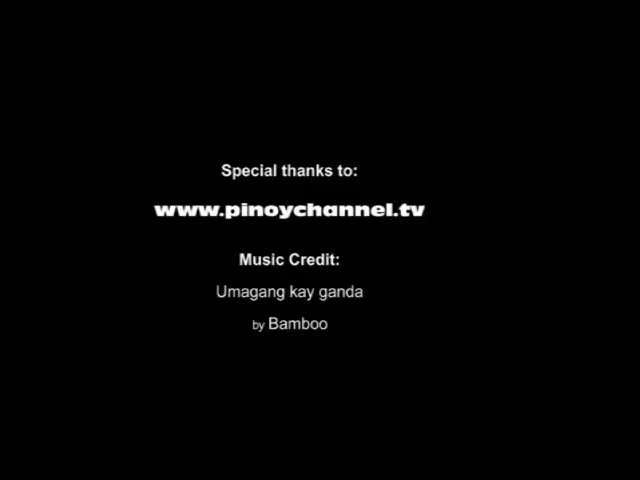 Special thanks to:
www.pinoychannel.tv
Music Credit:
Umagang kay ganda
by Bamboo